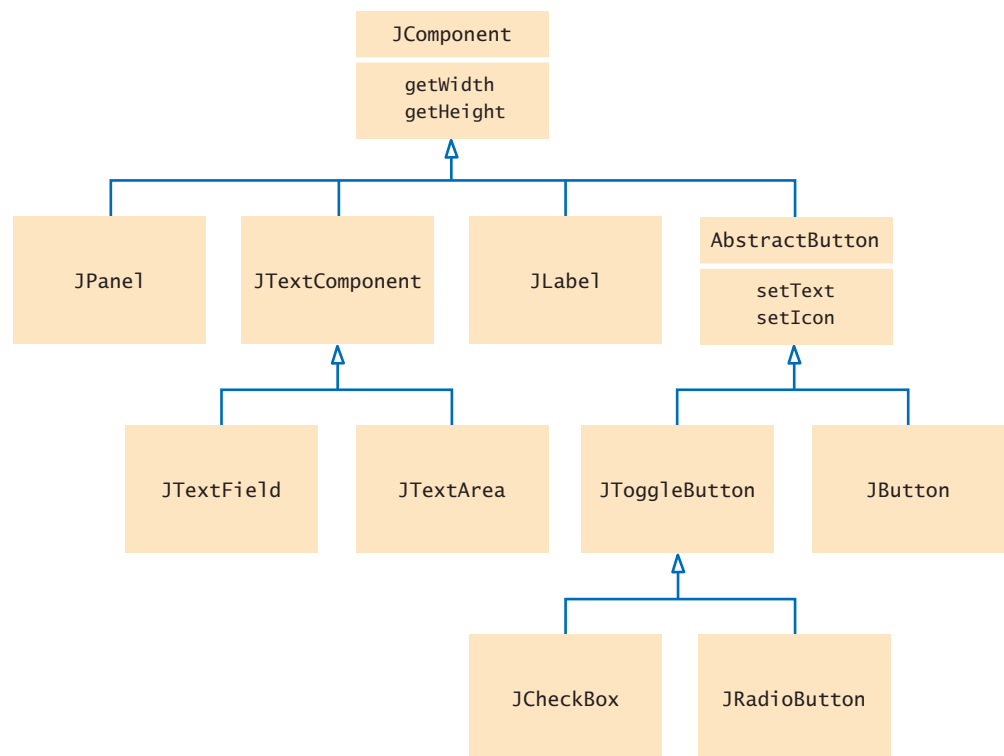 JComponent
getWidth
getHeight
JPanel
JTextComponent
JLabel
AbstractButton
setText
setIcon
JTextField
JTextArea
JToggleButton
JButton
JCheckBox
JRadioButton